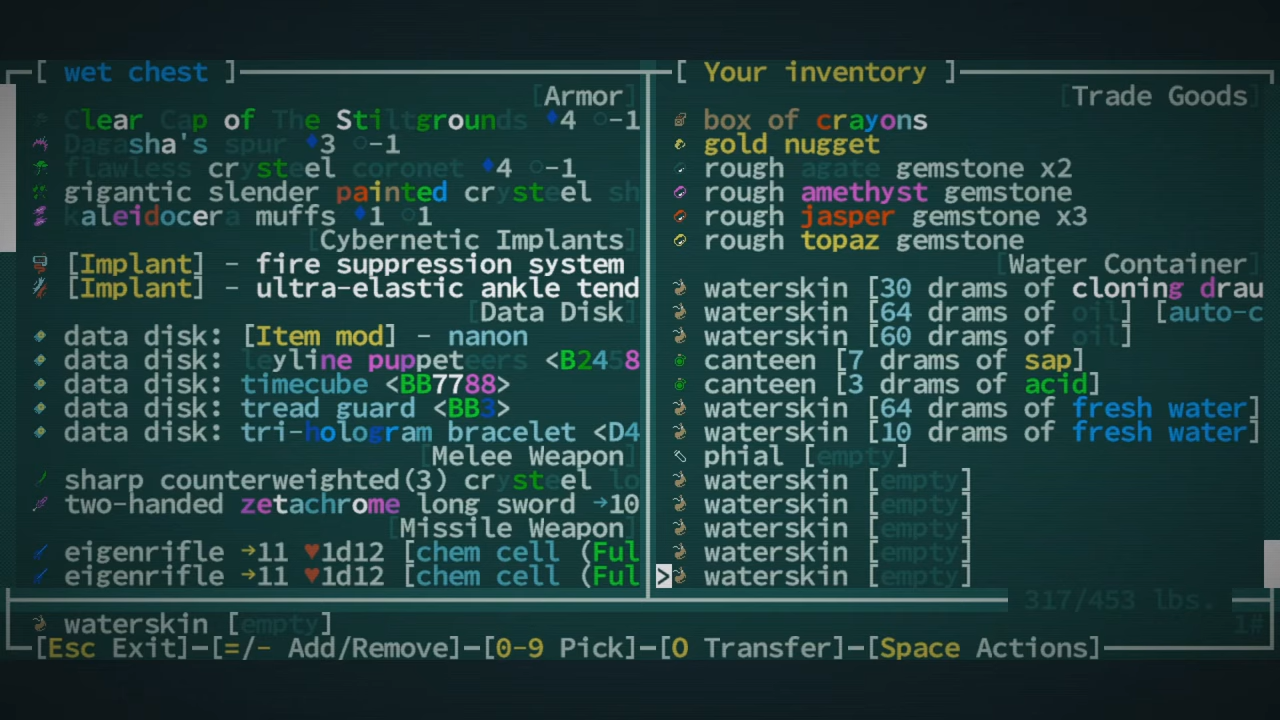 [ wet chest ]
[Armor]
Clear Cap of The Stiltgrounds ♦4 ○-1
Dagasha's spur ♦3 ○-1
flawless crysteel coronet ♦4 ○-1
gigantic slender painted crysteel sh
kaleidocera muffs ♦1 ○1
[Cybernetic Implants]
[Implant] - fire suppression system
[Implant] - ultra-elastic ankle tend
[Data Disk]
data disk: [Item mod] - nanon
data disk: leyline puppeteers <B2458
data disk: timecube <BB7788>
data disk: tread guard <BB3>
data disk: tri-hologram bracelet <D4
[Melee Weapon]
sharp counterweighted(3) crysteel lo
two-handed zetachrome long sword →10
[Missile Weapon]
eigenrifle →11 ♥1d12 [chem cell (Ful
eigenrifle →11 ♥1d12 [chem cell (Ful
[ Your inventory ]
[Trade Goods]
box of crayons
gold nugget
rough agate gemstone x2
rough amethyst gemstone
rough jasper gemstone x3
rough topaz gemstone
[Water Container]
waterskin [30 drams of cloning drau
waterskin [64 drams of oil] [auto-c
waterskin [60 drams of oil]
canteen [7 drams of sap]
canteen [3 drams of acid]
waterskin [64 drams of fresh water]
waterskin [10 drams of fresh water]
phial [empty]
waterskin [empty]
waterskin [empty]
waterskin [empty]
waterskin [empty]
> waterskin [empty]
317/453 lbs.
waterskin [empty]
1#
[Esc Exit]-[=/- Add/Remove]-[0-9 Pick]-[O Transfer]-[Space Actions]